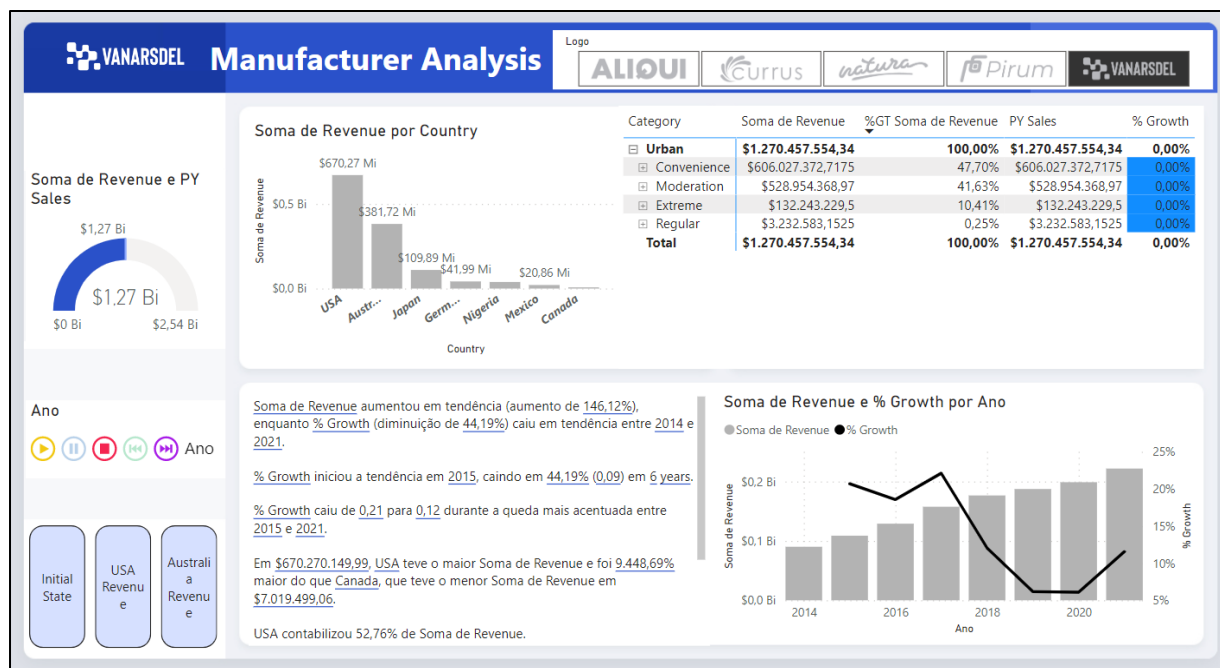 VANARSDEL
Manufacturer Analysis
Logo
ALIQUI
Currus
natura
Pirum
VANARSDEL
Soma de Revenue e PY
Sales
$1,27 Bi
$1,27 Bi
$0 Bi
$2,54 Bi
Ano
Ano
Initial
State
USA
Revenu
e
Australi
a
Revenu
e
Soma de Revenue por Country
Soma de Revenue
$0,5 Bi
$0,0 Bi
$670,27 Mi
$381,72 Mi
$109,89 Mi
$41,99 Mi
$20,86 Mi
USA
Austr...
Japan
Germ...
Nigeria
Mexico
Canada
Country
Category Soma de Revenue %GT Soma de Revenue PY Sales % Growth
Urban $1.270.457.554,34 100,00% $1.270.457.554,34 0,00%
Convenience $606.027.372,7175 47,70% $606.027.372,7175 0,00%
Moderation $528.954.368,97 41,63% $528.954.368,97 0,00%
Extreme $132.243.229,5 10,41% $132.243.229,5 0,00%
Regular $3.232.583,1525 0,25% $3.232.583,1525 0,00%
Total $1.270.457.554,34 100,00% $1.270.457.554,34 0,00%
Soma de Revenue aumentou em tendência (aumento de 146,12%),
enquanto % Growth (diminuição de 44,19%) caiu em tendência entre 2014 e
2021.
% Growth iniciou a tendência em 2015, caindo em 44,19% (0,09) em 6 years.
% Growth caiu de 0,21 para 0,12 durante a queda mais acentuada entre
2015 e 2021.
Em $670.270.149,99, USA teve o maior Soma de Revenue e foi 9.448,69%
maior do que Canada, que teve o menor Soma de Revenue em
$7.019.499,06.
USA contabilizou 52,76% de Soma de Revenue.
Soma de Revenue e % Growth por Ano
Soma de Revenue % Growth
Soma de Revenue
$0,2 Bi
$0,1 Bi
$0,0 Bi
2014
2016
2018
2020
Ano
25%
20%
15%
10%
5%
% Growth